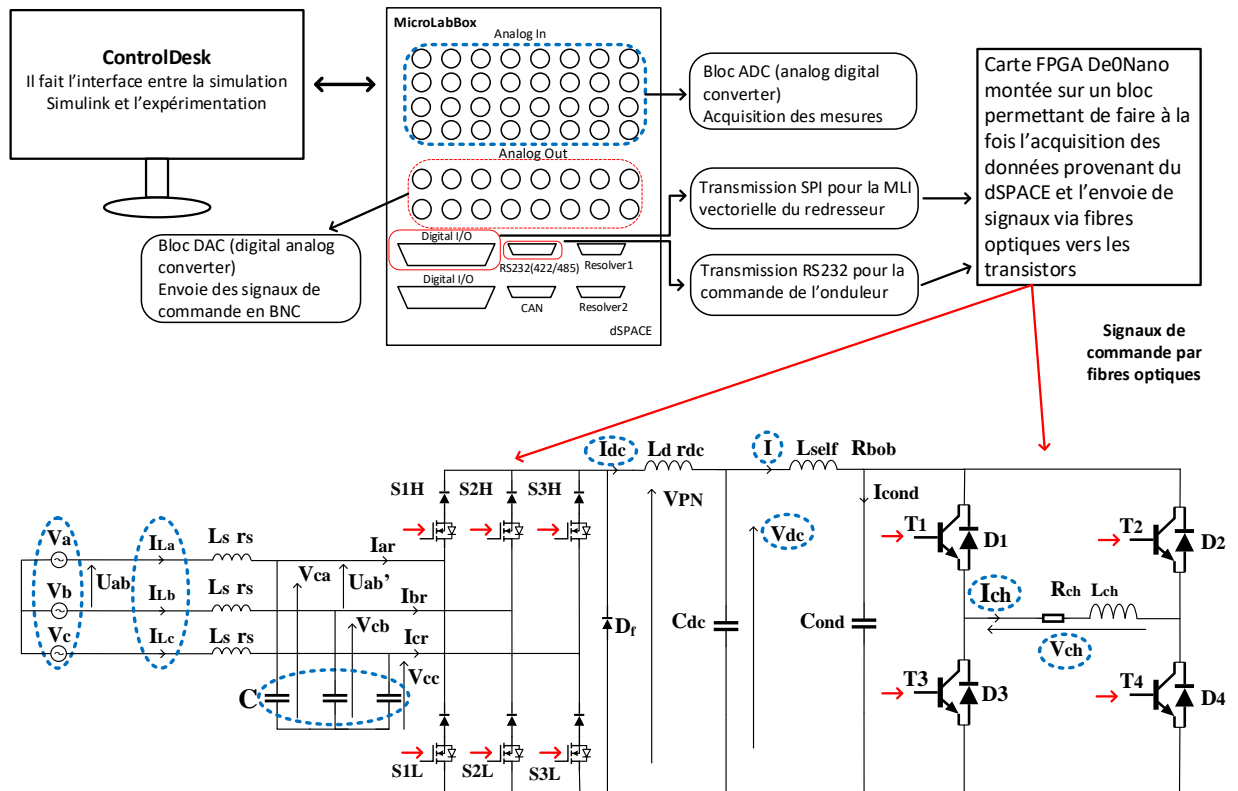 ControlDesk
Il fait l'interface entre la simulation
Simulink et l'expérimentation
MicroLabBox
Analog In
Analog Out
Digital I/O
RS232(422/485)
Resolver1
Digital I/O
CAN
Resolver2
dSPACE
Bloc ADC (analog digital
converter)
Acquisition des mesures
Transmission SPI pour la MLI
vectorielle du redresseur
Transmission RS232 pour la
commande de l'onduleur
Bloc DAC (digital analog
converter)
Envoie des signaux de
commande en BNC
Carte FPGA De0Nano
montée sur un bloc
permettant de faire à la
fois l'acquisition des
données provenant du
dSPACE et l'envoie de
signaux via fibres
optiques vers les
transistors
Signaux de
commande par
fibres optiques
Idc
Ld rdc
I
Lself
Rbob
S1H
S2H
S3H
VPN
Icond
Vdc
T1
D1
T2
D2
Va
ILa
Ls rs
Iar
Uab
Vca
Uab'
Vb
ILb
Ls rs
Ibr
Vcb
Vc
ILc
Ls rs
Icr
Vcc
C
Df
Cdc
Cond
Ich
Rch
Lch
Vch
T3
D3
T4
D4
S1L
S2L
S3L